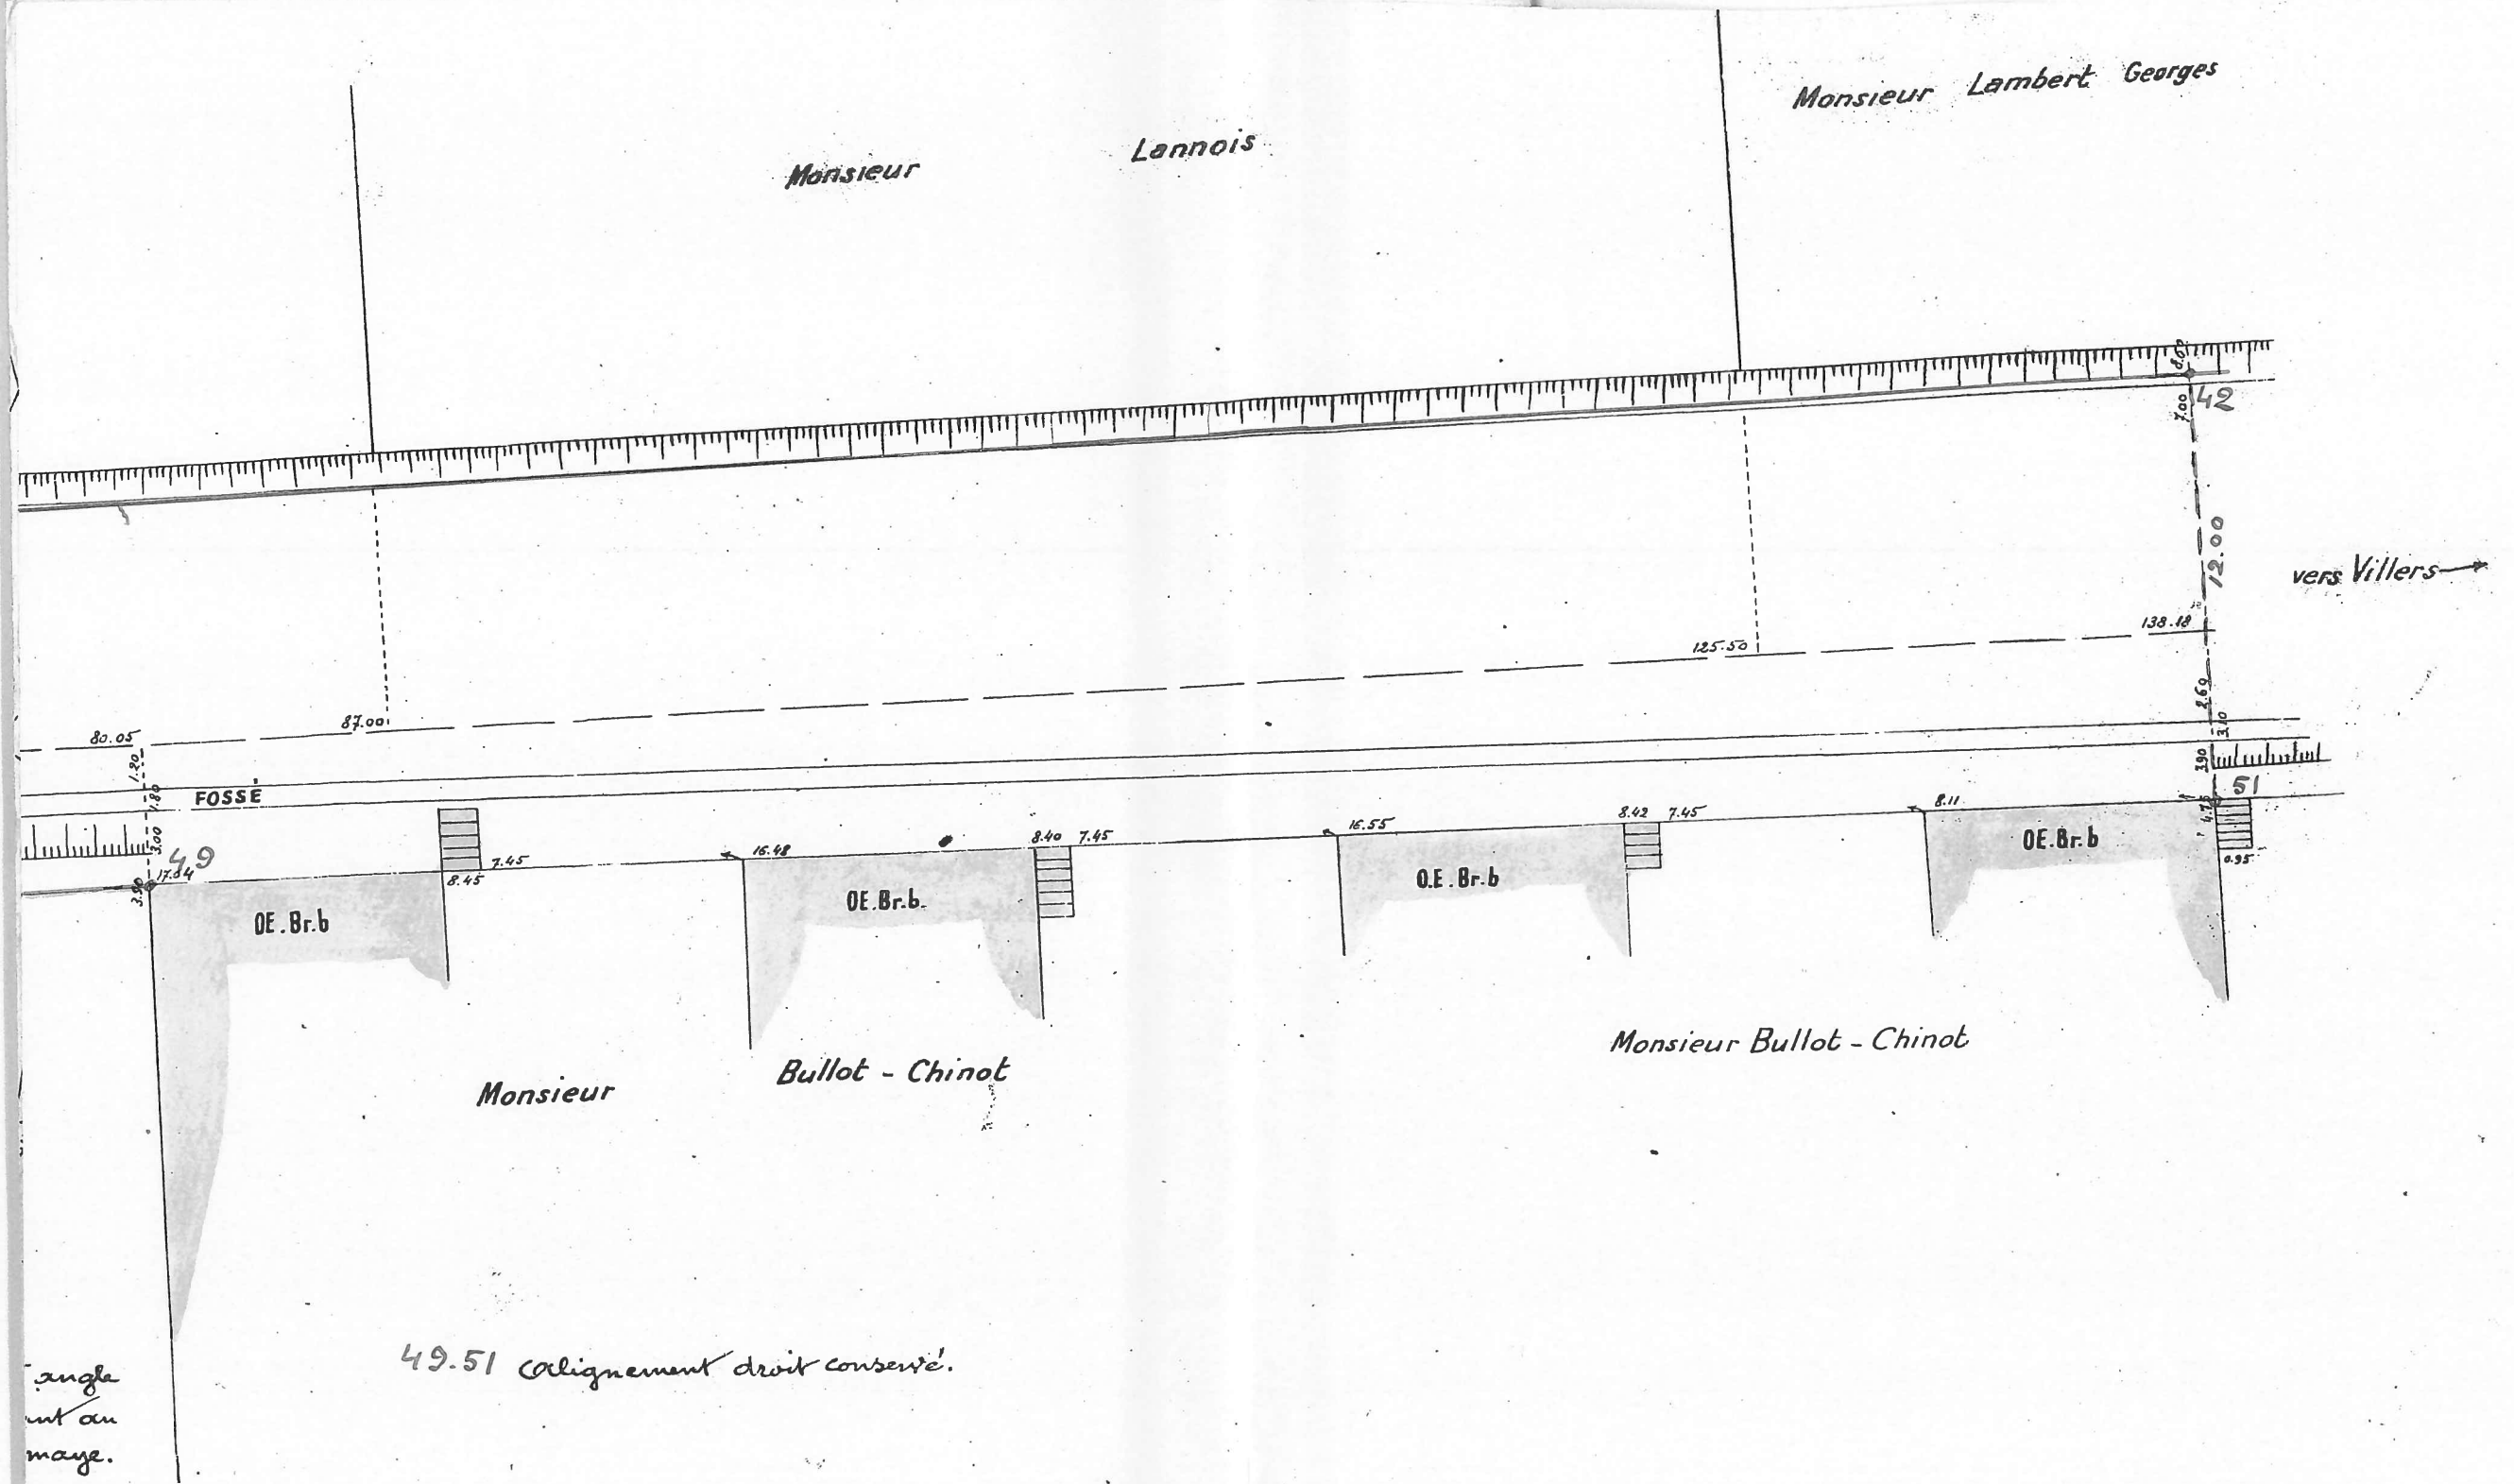 Monsieur Lambert Georges
Monsieur Lannois
8.60
42
7.00
12.00
vers Villers
138.18
125.50
2.60
87.00
80.05
3.10
1.20
3.90
1.80
FOSSÉ
51
8.11
4.75
8.42 7.45
16.55
8.40 7.45
3.00
49
16.48
7.45
17.84
8.45
3.90
0.95
OE.Br.b
OE.Br.b.
O.E.Br.b
OE.Br.b
Monsieur Bullot - Chinot
Monsieur Bullot - Chinot
49.51 alignement droit conservé.
angle
au
maye.